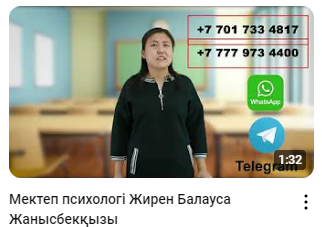 +7 701 733 4817
+7 777 973 4400
WhatsApp
Telegram
1:32
Мектеп психологі Жирен Балауса
Жанысбекқызы